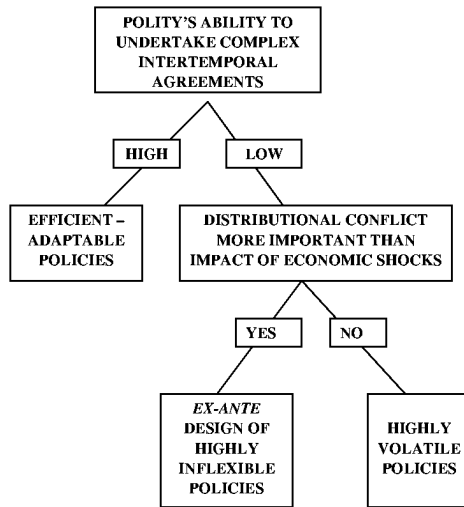 POLITY'S ABILITY TO
UNDERTAKE COMPLEX
INTERTEMPORAL
AGREEMENTS
HIGH
LOW
EFFICIENT –
ADAPTABLE
POLICIES
DISTRIBUTIONAL CONFLICT
MORE IMPORTANT THAN
IMPACT OF ECONOMIC SHOCKS
YES
NO
EX-ANTE
DESIGN OF
HIGHLY
INFLEXIBLE
POLICIES
HIGHLY
VOLATILE
POLICIES